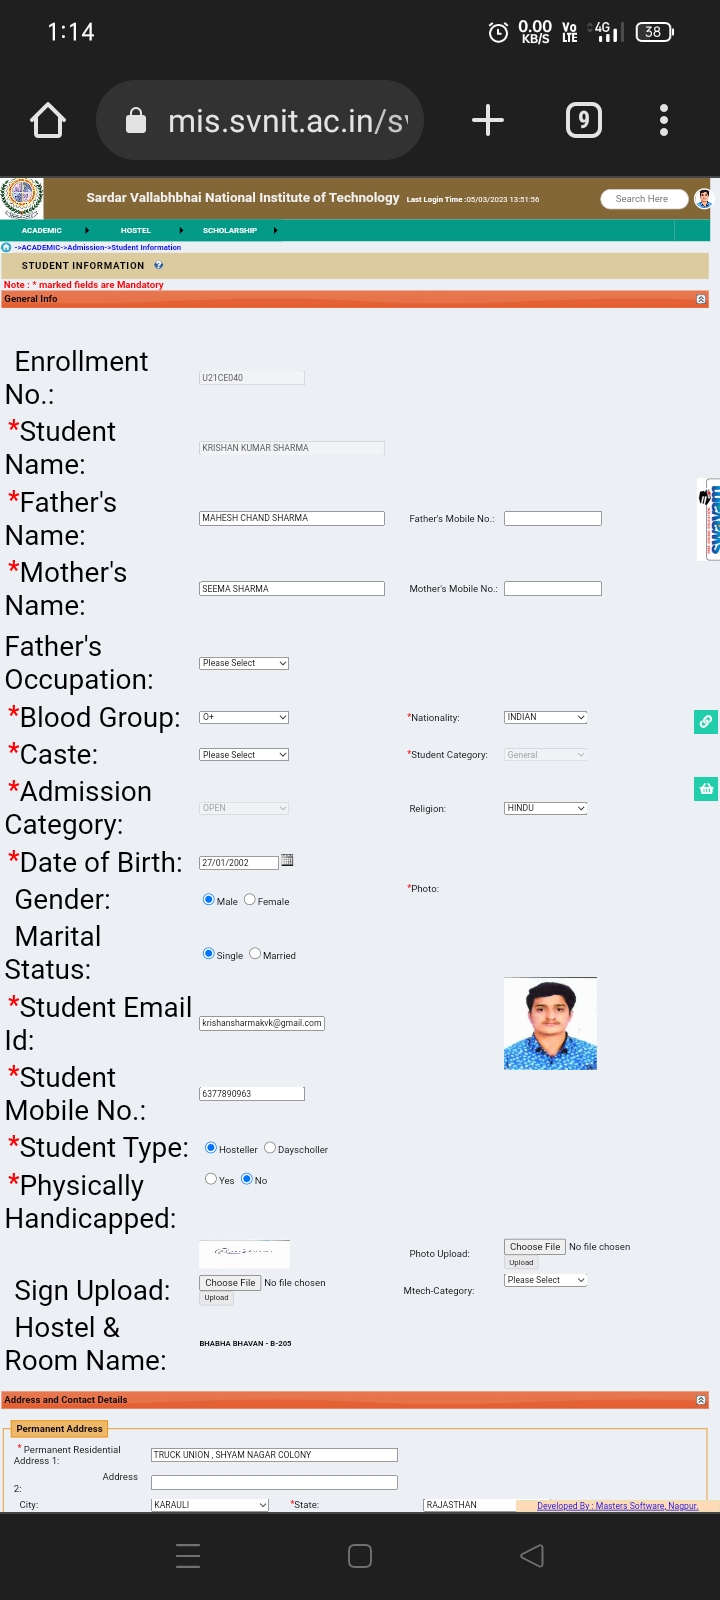 1:14
0.00 KB/S Vo LTE 4G 38
mis.svnit.ac.in/sv
9
Sardar Vallabhbhai National Institute of Technology Last Login Time :05/03/2023 13:51:56 Search Here
ACADEMIC HOSTEL SCHOLARSHIP
->ACADEMIC->Admission->Student Information
STUDENT INFORMATION
Note : * marked fields are Mandatory
General Info
Enrollment No.: U21CE040
*Student Name: KRISHAN KUMAR SHARMA
*Father's Name: MAHESH CHAND SHARMA Father's Mobile No.:
*Mother's Name: SEEMA SHARMA Mother's Mobile No.:
Father's Occupation: Please Select
*Blood Group: O+ *Nationality: INDIAN
*Caste: Please Select *Student Category: General
*Admission Category: OPEN Religion: HINDU
*Date of Birth: 27/01/2002
*Photo:
Gender: Male Female
Marital Status: Single Married
*Student Email Id: krishansharmakvk@gmail.com
*Student Mobile No.: 6377890963
*Student Type: Hosteller Dayscholler
*Physically Handicapped: Yes No
Photo Upload: Choose File No file chosen
Upload
Sign Upload: Choose File No file chosen
Upload
Mtech-Category: Please Select
Hostel & Room Name: BHABHA BHAVAN - B-205
Address and Contact Details
Permanent Address
* Permanent Residential Address 1: TRUCK UNION , SHYAM NAGAR COLONY
Address 2:
City: KARAULI *State: RAJASTHAN
Developed By : Masters Software, Nagpur.